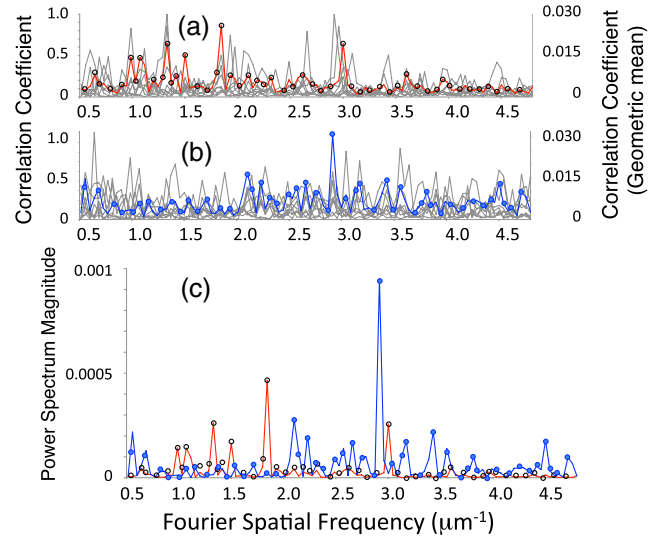 Correlation Coefficient
1.0
0.5
0
(a)
0.030
0.015
0
Correlation Coefficient
(Geometric mean)
0.5 1.0 1.5 2.0 2.5 3.0 3.5 4.0 4.5
1.0
0.5
0
(b)
0.030
0.015
0
0.5 1.0 1.5 2.0 2.5 3.0 3.5 4.0 4.5
Power Spectrum Magnitude
0.001
0.0005
0
(c)
0.5 1.0 1.5 2.0 2.5 3.0 3.5 4.0 4.5
Fourier Spatial Frequency (μm⁻¹)